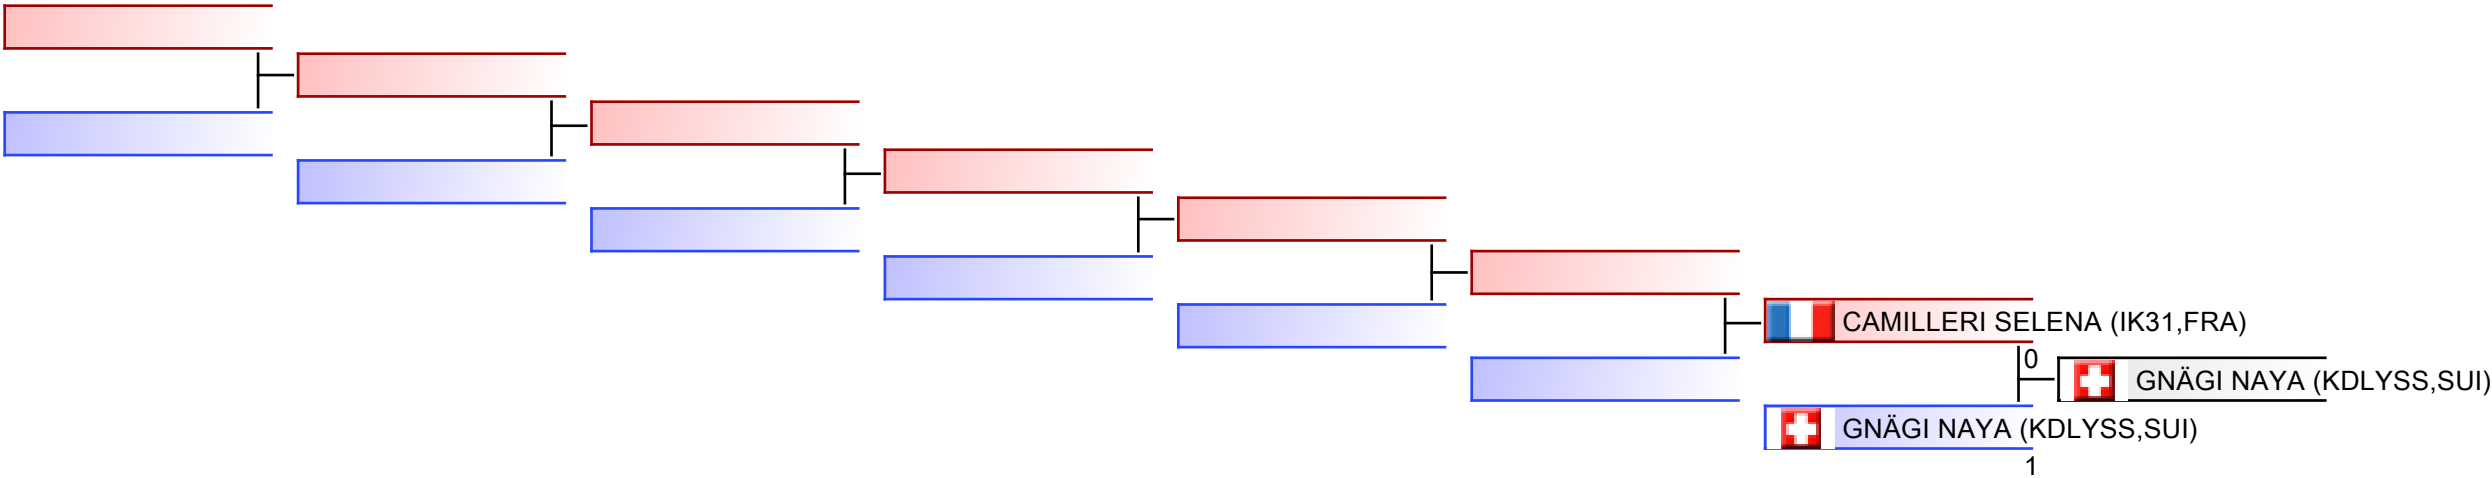 CAMILLERI SELENA (IK31,FRA)
0
GNÄGI NAYA (KDLYSS,SUI)
GNÄGI NAYA (KDLYSS,SUI)
1